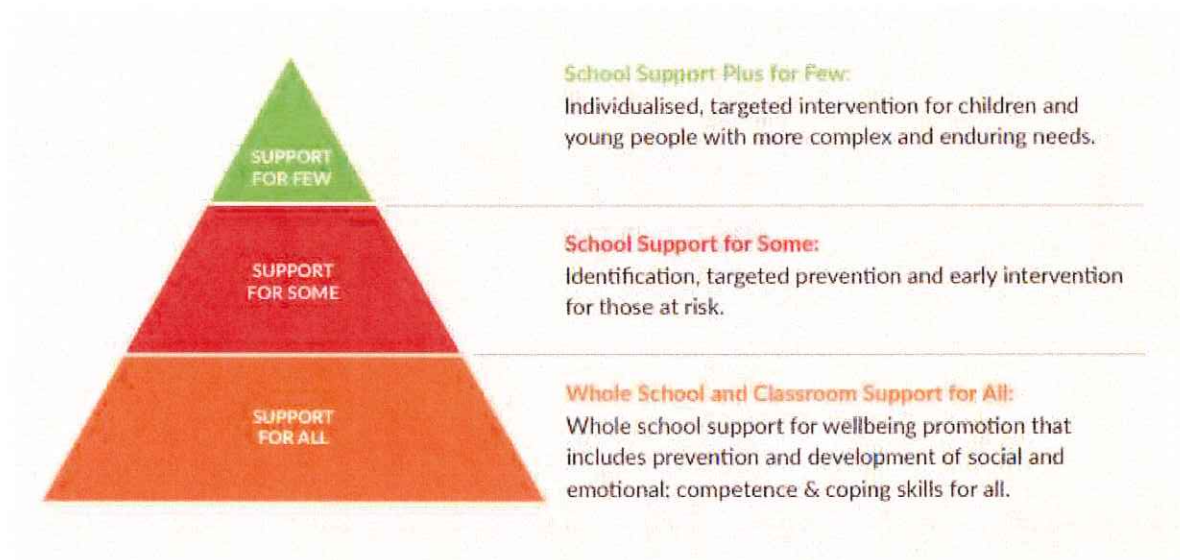 SUPPORT
FOR FEW
School Support Plus for Few:
Individualised, targeted intervention for children and
young people with more complex and enduring needs.
SUPPORT
FOR SOME
School Support for Some:
Identification, targeted prevention and early intervention
for those at risk.
SUPPORT
FOR ALL
Whole School and Classroom Support for All:
Whole school support for wellbeing promotion that
includes prevention and development of social and
emotional: competence & coping skills for all.